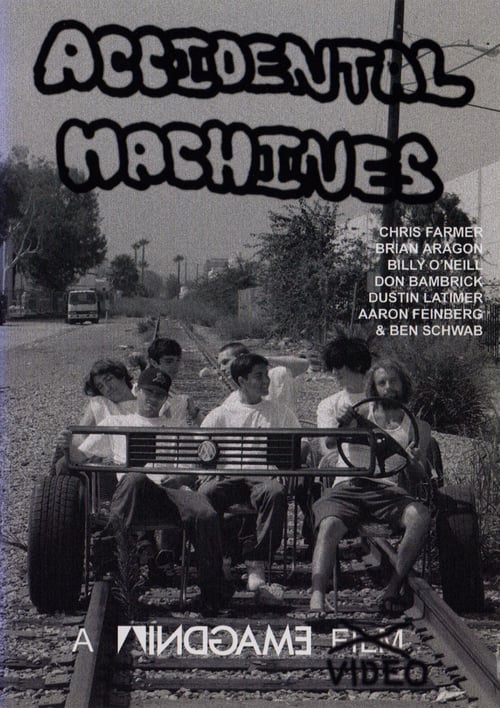 ACCIDENTAL
MACHINES
CHRIS FARMER
BRIAN ARAGON
BILLY O'NEILL
DON BAMBRICK
DUSTIN LATIMER
AARON FEINBERG
& BEN SCHWAB
A MINDGAME FILM
VIDEO